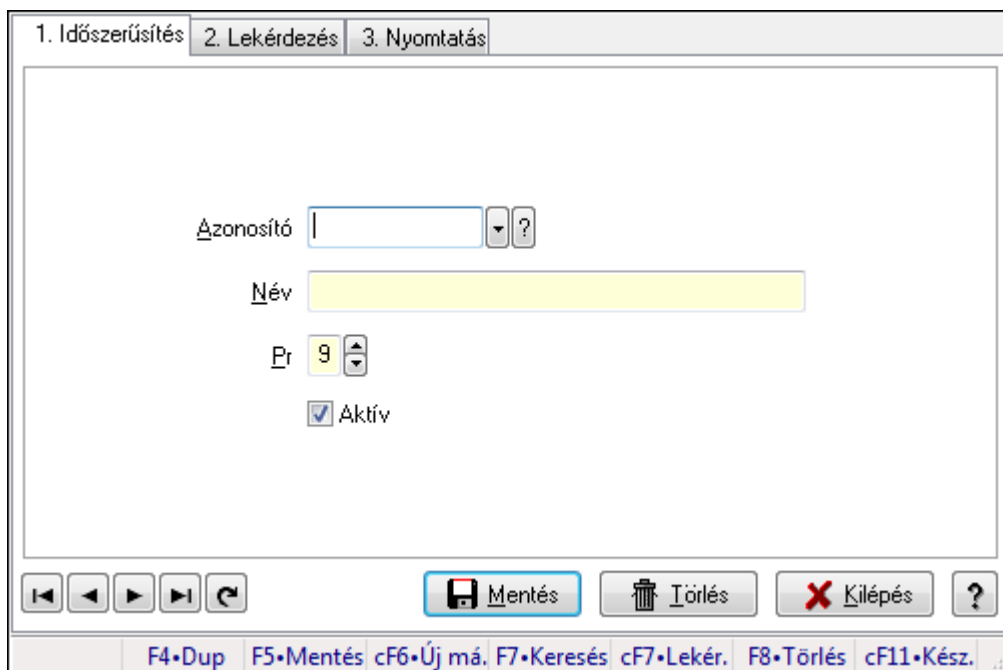 1. Időszerűsítés 2. Lekérdezés 3. Nyomtatás
Azonosító ?
Név
Pr 9
Aktív
Mentés Törlés Kilépés ?
F4•Dup F5•Mentés cF6•Új má. F7•Keresés cF7•Lekér. F8•Törlés cF11•Kész.